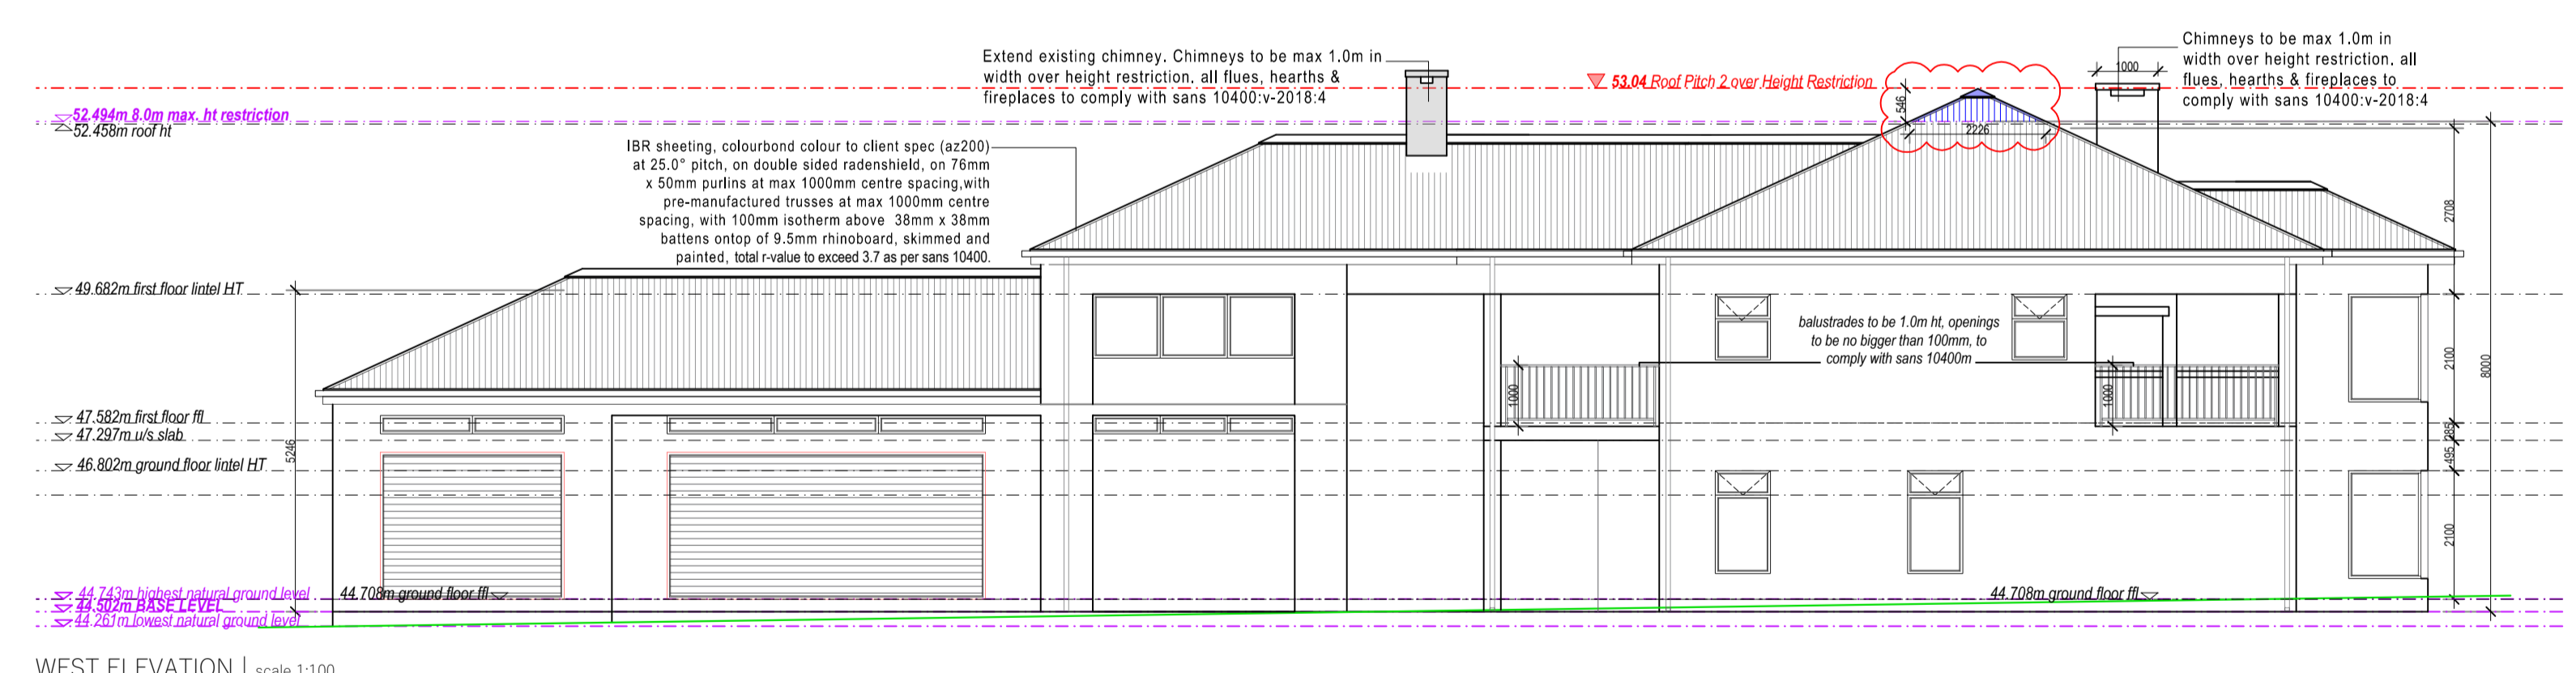 Extend existing chimney. Chimneys to be max 1.0m in
width over height restriction. all flues, hearths &
fireplaces to comply with sans 10400:v-2018:4
53.04 Roof Pitch 2 over Height Restriction
546
2226
1000
Chimneys to be max 1.0m in
width over height restriction. all
flues, hearths & fireplaces to
comply with sans 10400:v-2018:4
52.494m 8.0m max. ht restriction
52.458m roof ht
IBR sheeting, colourbond colour to client spec (az200)
at 25.0° pitch, on double sided radenshield, on 76mm
x 50mm purlins at max 1000mm centre spacing,with
pre-manufactured trusses at max 1000mm centre
spacing, with 100mm isotherm above 38mm x 38mm
battens ontop of 9.5mm rhinoboard, skimmed and
painted, total r-value to exceed 3.7 as per sans 10400.
49.682m first floor lintel HT
balustrades to be 1.0m ht, openings
to be no bigger than 100mm, to
comply with sans 10400m
1000
1000
2708
2100
8000
285
495
2100
47.582m first floor ffl
47.297m u/s slab
46.802m ground floor lintel HT
5246
44.743m highest natural ground level
44.502m BASE LEVEL
44.261m lowest natural ground level
44.708m ground floor ffl
44.708m ground floor ffl
WEST ELEVATION | scale 1:100